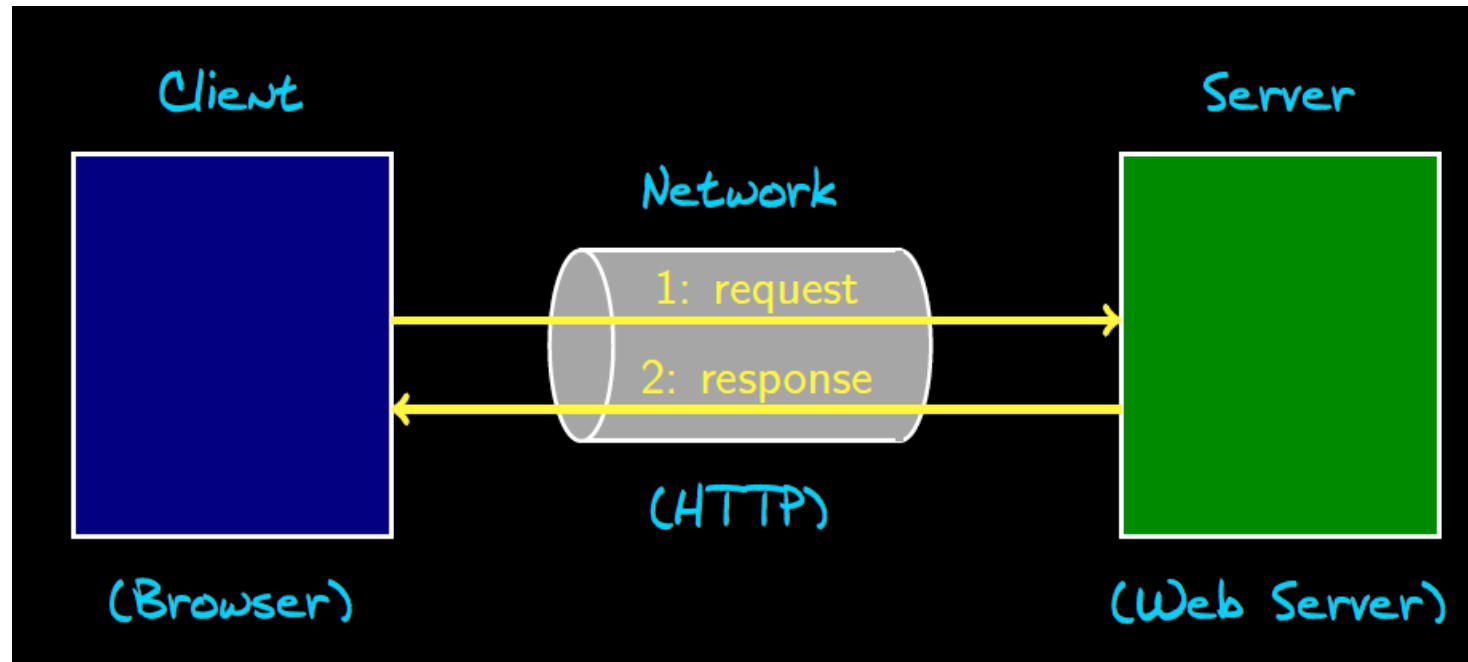 Client
Server
Network
1: request
2: response
(HTTP)
(Browser)
(Web Server)